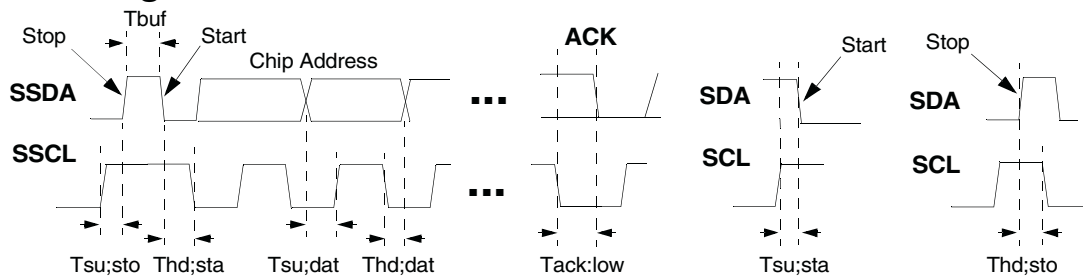 Tbuf
Stop
Start
Chip Address
ACK
Start
Stop
SSDA
...
SDA
SDA
SSCL
...
SCL
SCL
Tsu;sto
Thd;sta
Tsu;dat
Thd;dat
Tack:low
Tsu;sta
Thd;sto